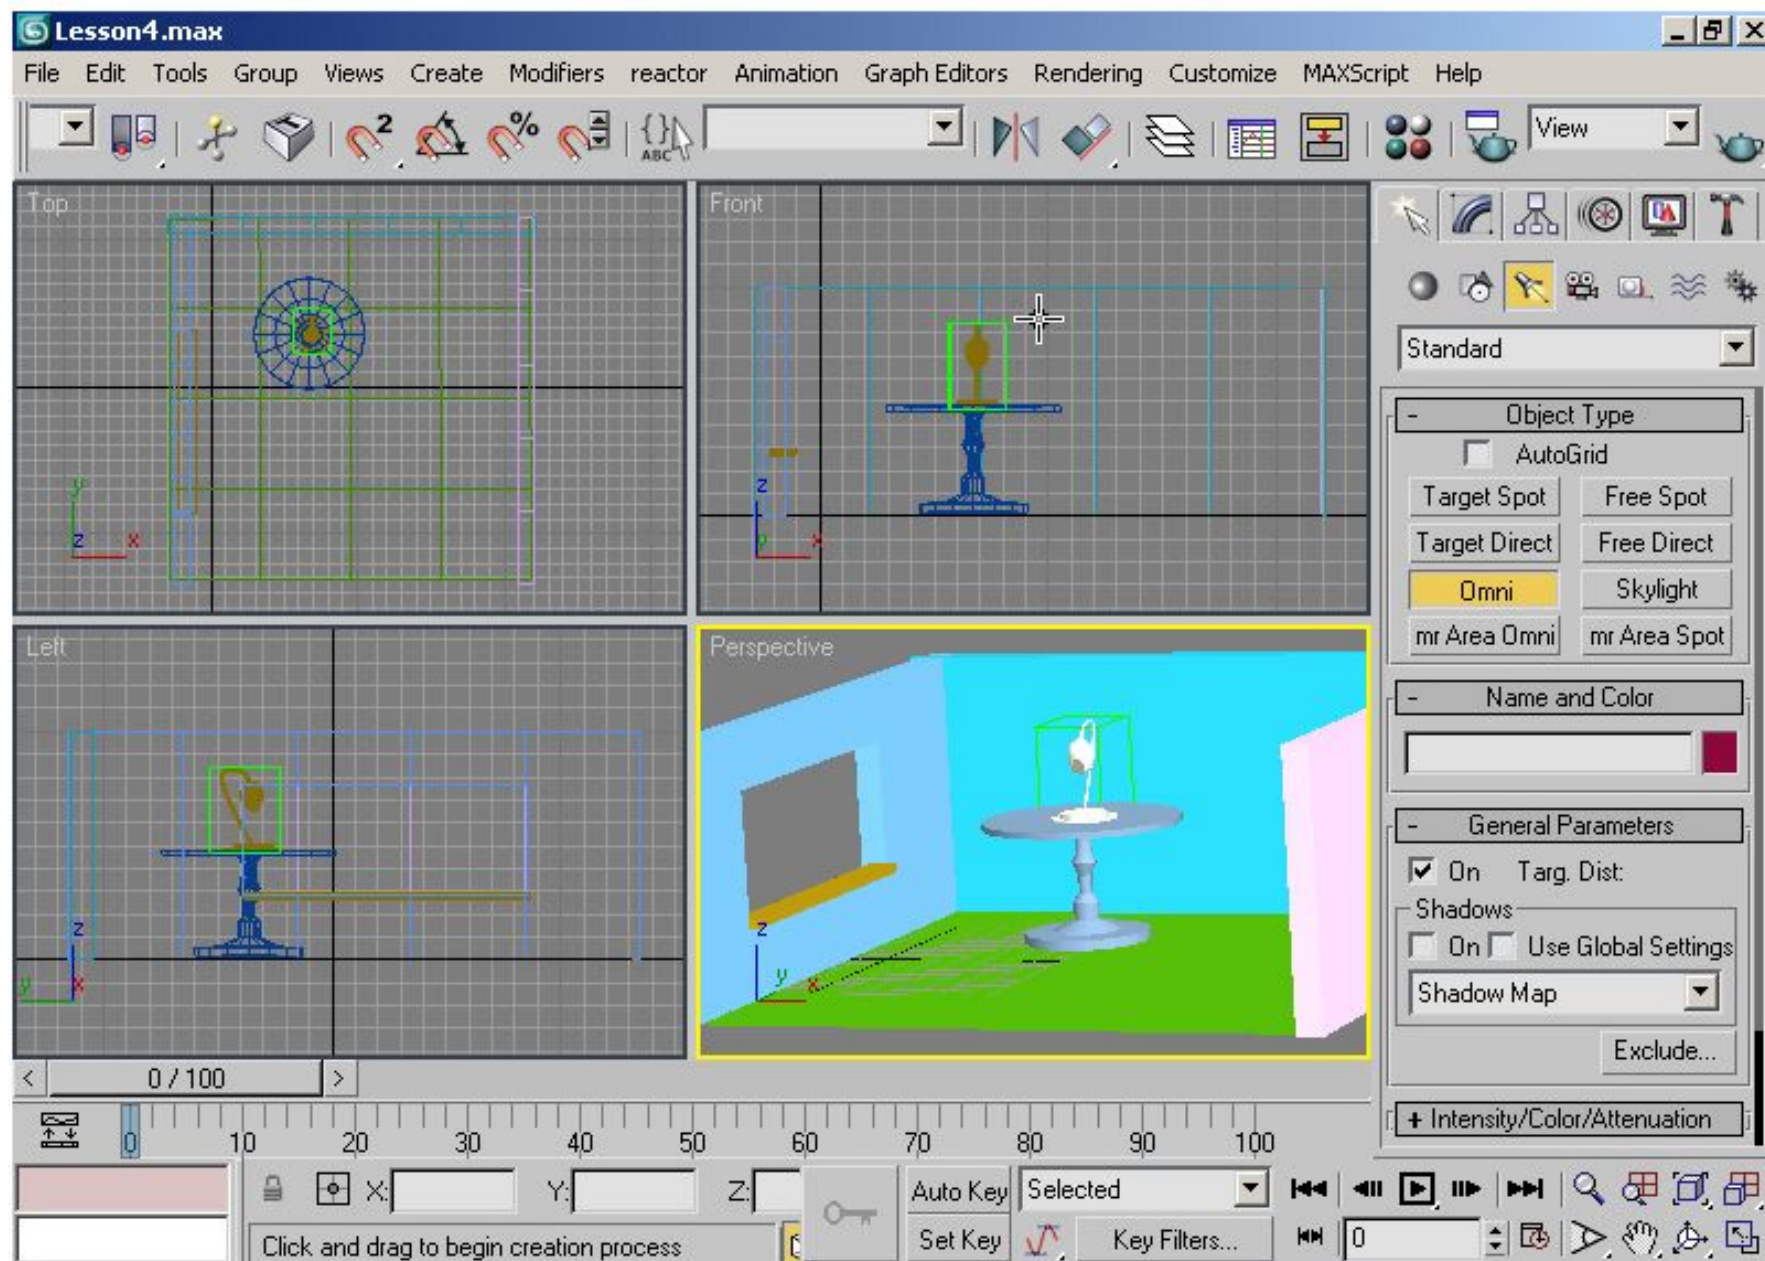 Lesson4.max
File Edit Tools Group Views Create Modifiers reactor Animation Graph Editors Rendering Customize MAXScript Help
2 % {} ABC View
Top
Front
Standard
- Object Type
AutoGrid
Target Spot Free Spot
Target Direct Free Direct
Omni Skylight
mr Area Omni mr Area Spot
y
z x
z
y x
Left
Perspective
- Name and Color
- General Parameters
On Targ. Dist:
Shadows
On Use Global Settings
Shadow Map
Exclude...
+ Intensity/Color/Attenuation
z
y x
z
y x
< 0 / 100 >
0 10 20 30 40 50 60 70 80 90 100
X: Y: Z: Auto Key Selected
Click and drag to begin creation process Set Key Key Filters... 0